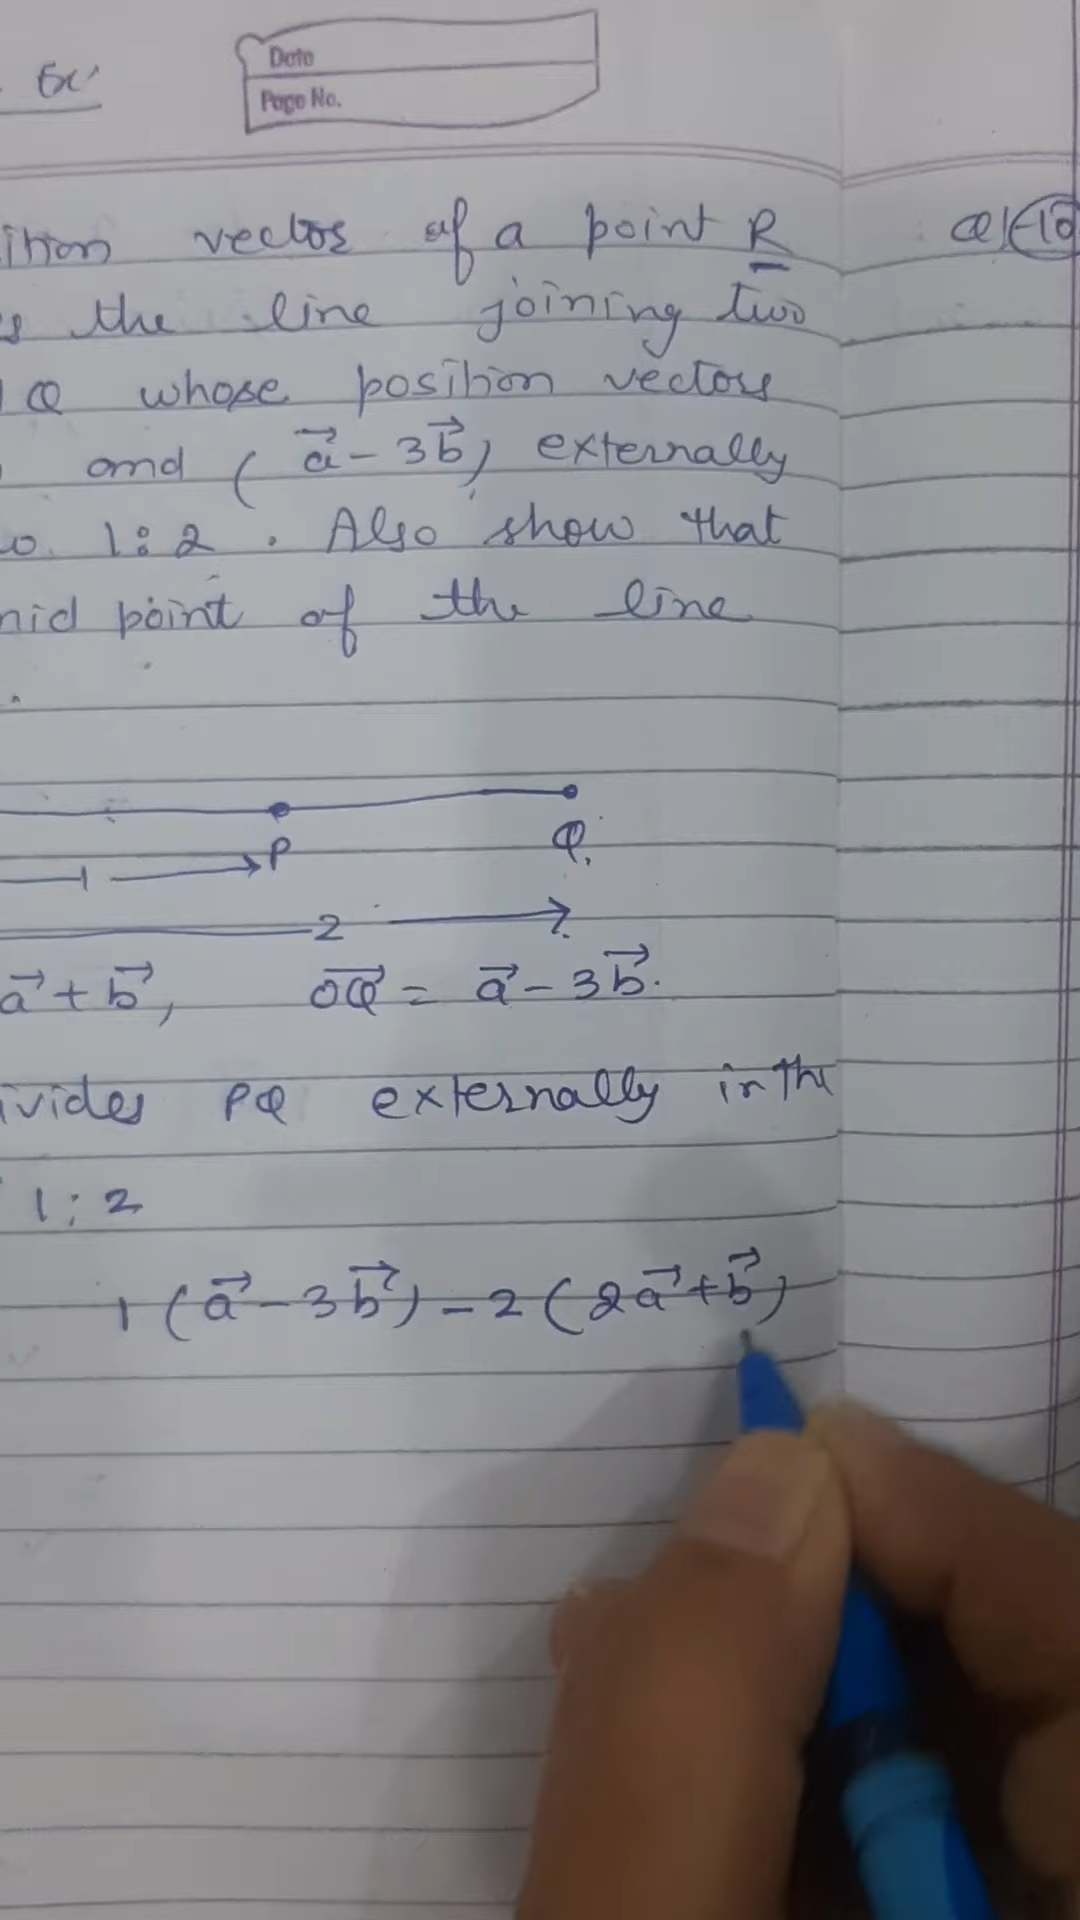 Ex
Date
Page No.
ition vectors of a point R
s the line joining two
Q whose position vectors
and (a⃗ - 3b⃗) externally
1:2. Also show that
mid point of the line
P
Q.
1
2
a⃗ + b⃗, OQ⃗ = a⃗ - 3b⃗.
ivides PQ externally in the
1:2
1(a⃗ - 3b⃗) - 2(2a⃗ + b⃗)